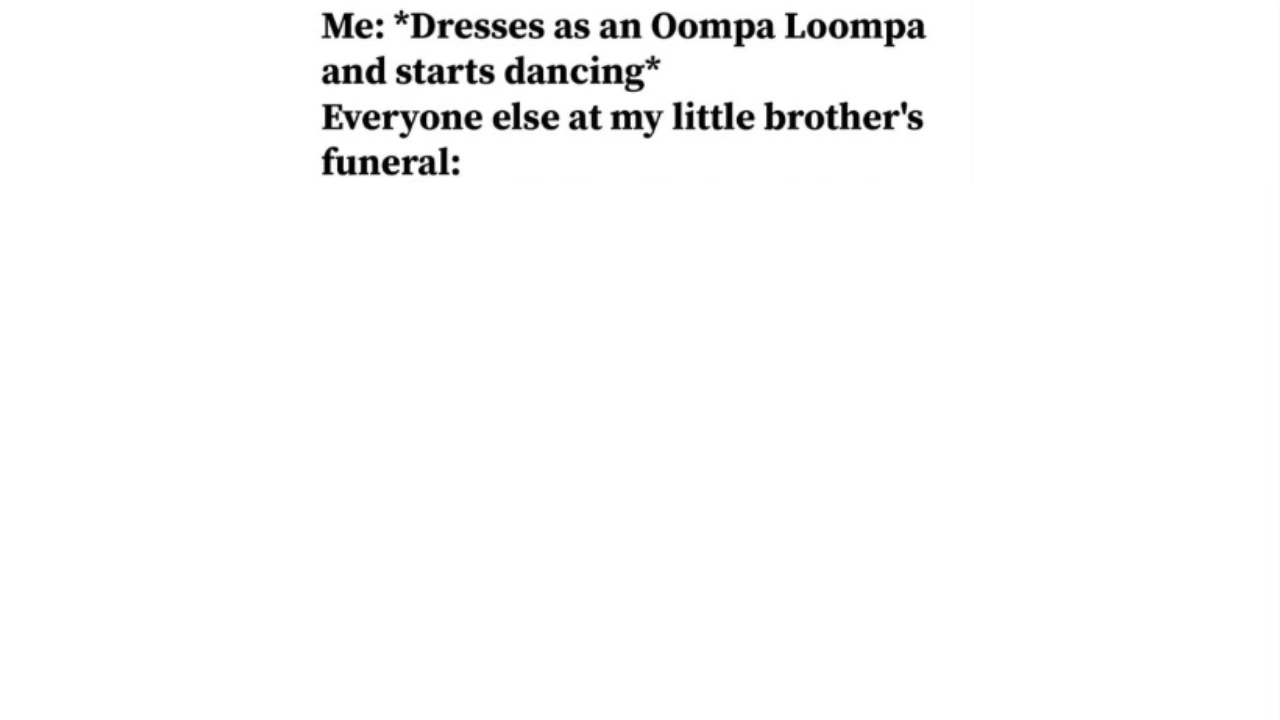 Me: *Dresses as an Oompa Loompa
and starts dancing*
Everyone else at my little brother's
funeral: